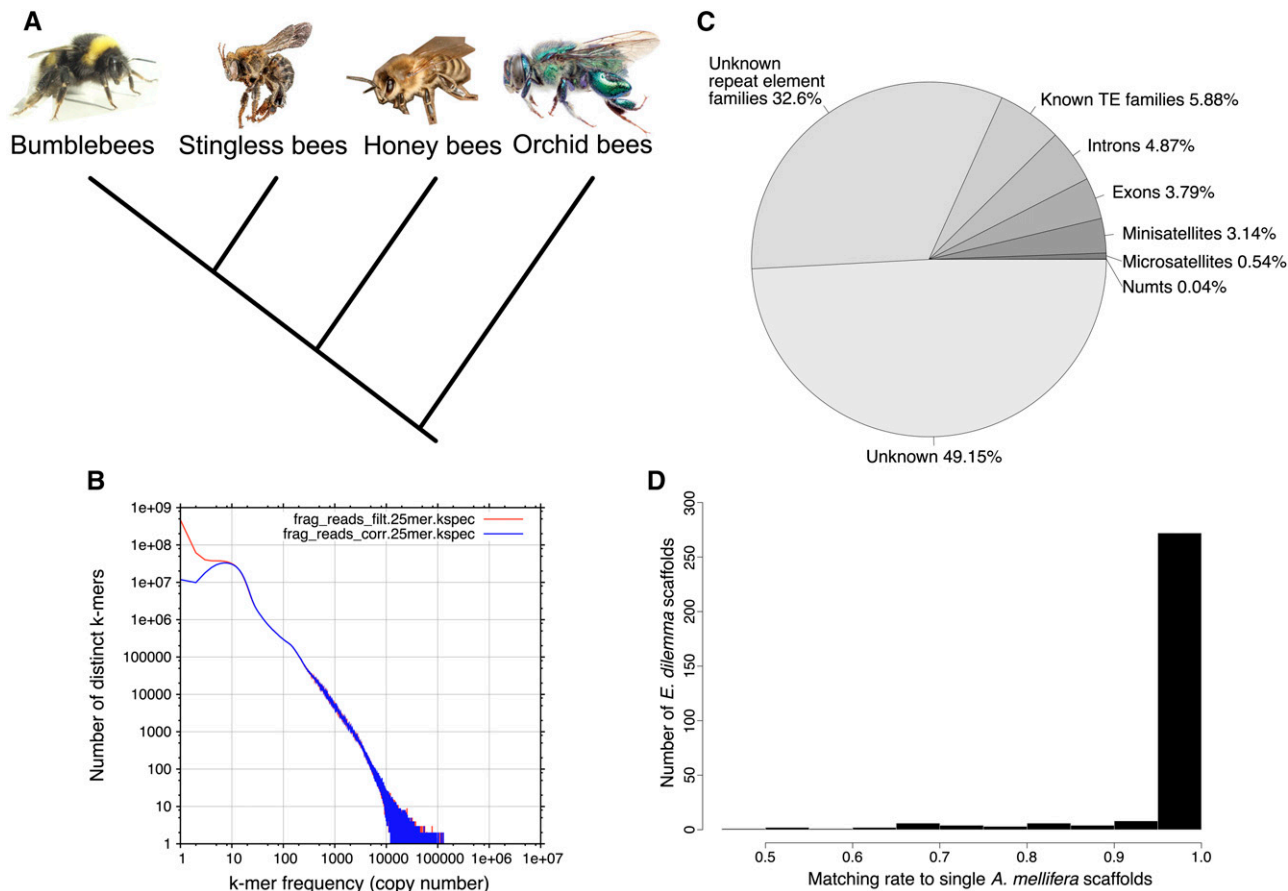 A
Bumblebees
Stingless bees
Honey bees
Orchid bees
B
Number of distinct k-mers
1e+09
1e+08
1e+07
1e+06
100000
10000
1000
100
10
1
frag_reads_filt.25mer.kspec
frag_reads_corr.25mer.kspec
1
10
100
1000
10000
100000
1e+06
1e+07
k-mer frequency (copy number)
C
Unknown
repeat element
families 32.6%
Known TE families 5.88%
Introns 4.87%
Exons 3.79%
Minisatellites 3.14%
Microsatellites 0.54%
Numts 0.04%
Unknown 49.15%
D
Number of E. dilemma scaffolds
300
250
200
150
100
50
0
0.5
0.6
0.7
0.8
0.9
1.0
Matching rate to single A. mellifera scaffolds